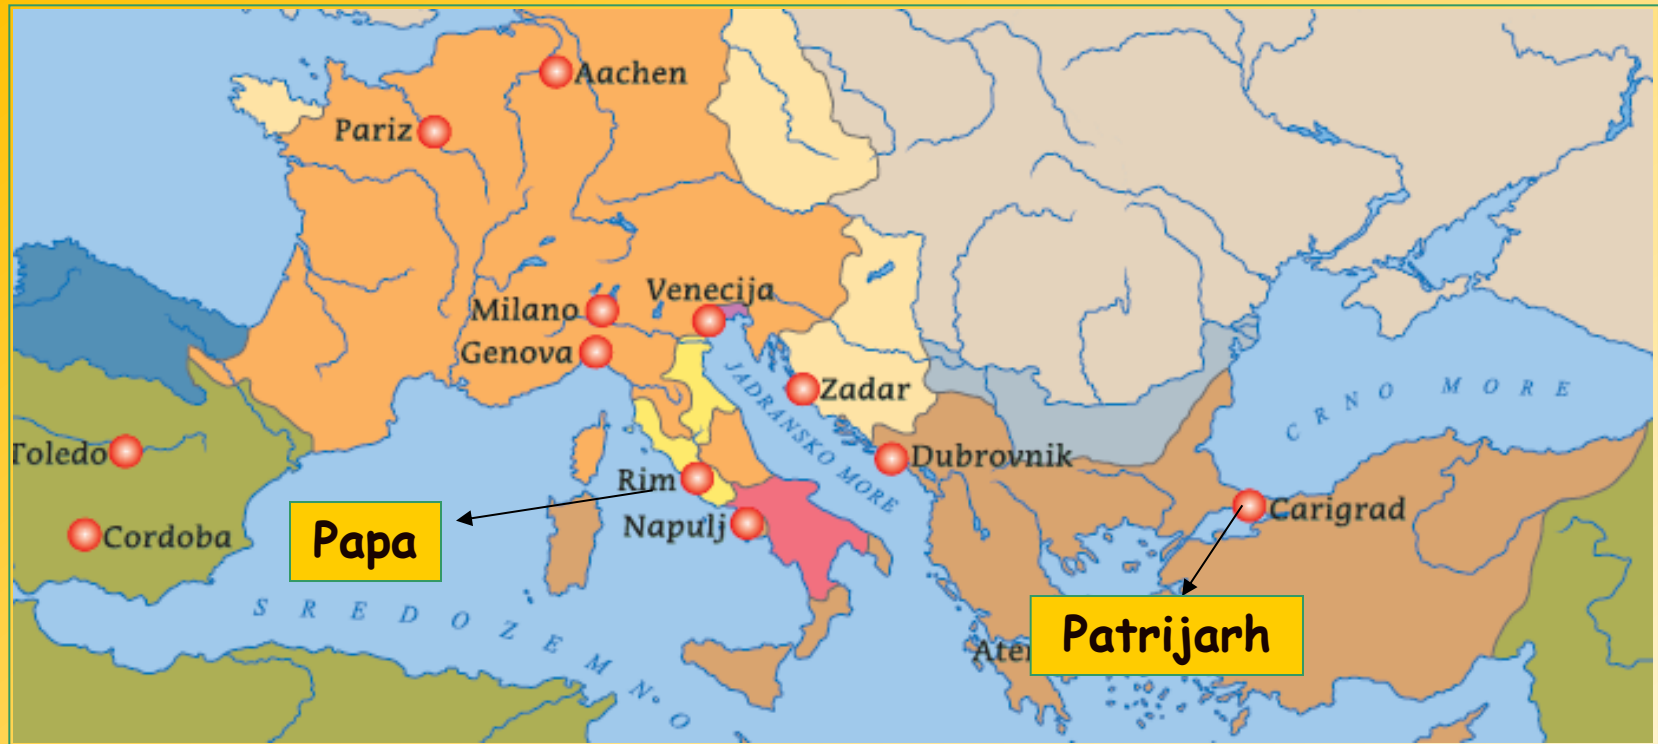 Aachen
Pariz
Venecija
Milano
Genova
JADRANSKO MORE
Zadar
CRNO MORE
Toledo
Rim
Dubrovnik
Papa
Napulj
Carigrad
Cordoba
SREDOZEMNO
Patrijarh